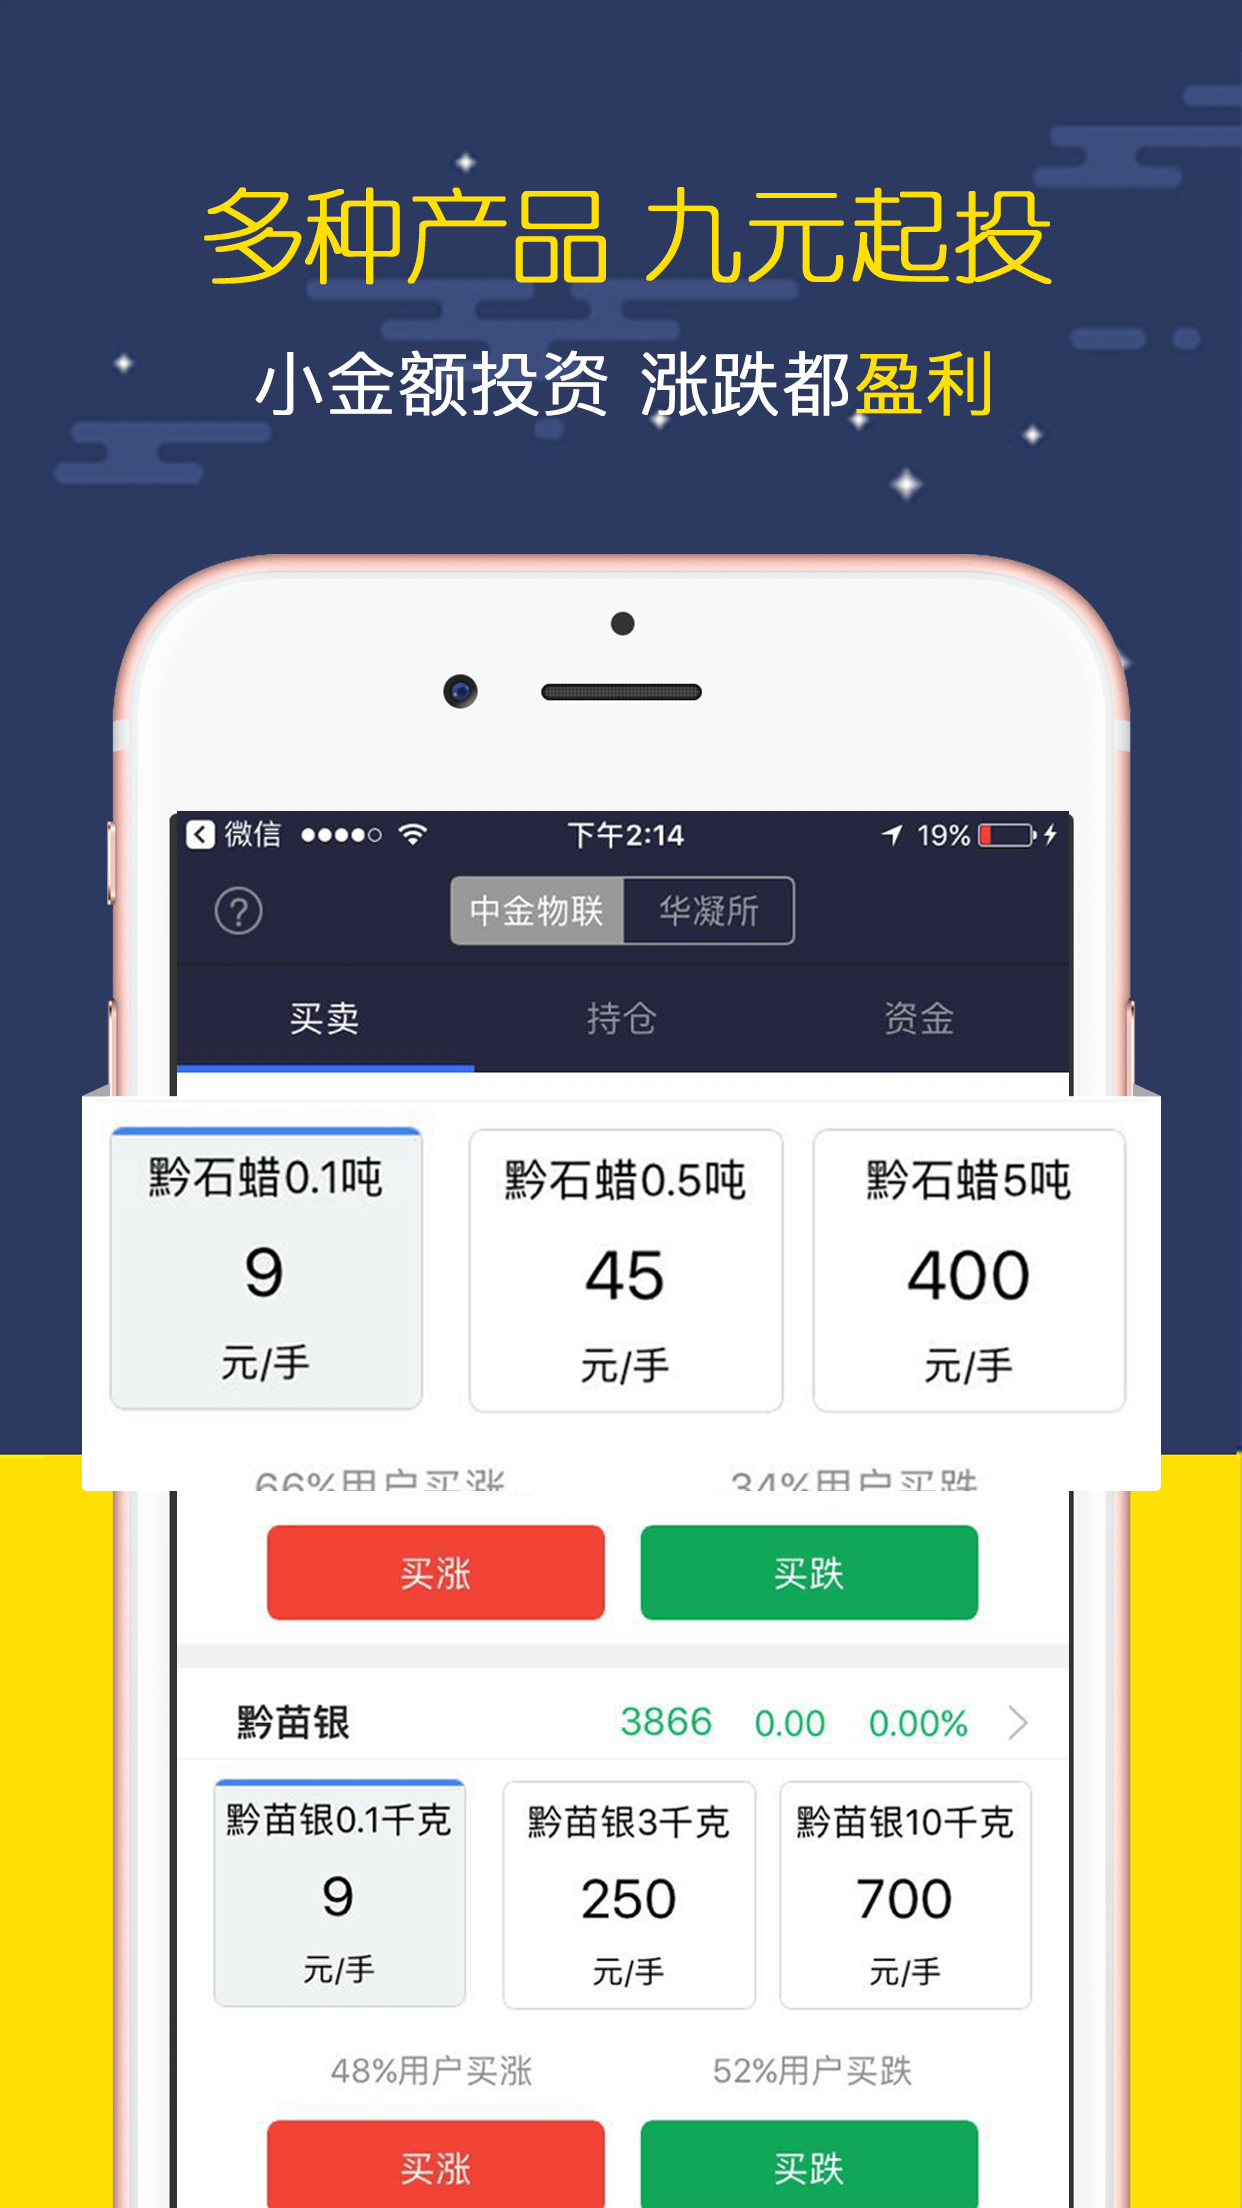 多种产品 九元起投
小金额投资 涨跌都盈利
微信 下午2:14 19%
? 中金物联 华凝所
买卖 持仓 资金
黔石蜡0.1吨 黔石蜡0.5吨 黔石蜡5吨
9 45 400
元/手 元/手 元/手
66%用户买涨 34%用户买跌
买涨 买跌
黔苗银 3866 0.00 0.00%
黔苗银0.1千克 黔苗银3千克 黔苗银10千克
9 250 700
元/手 元/手 元/手
48%用户买涨 52%用户买跌
买涨 买跌